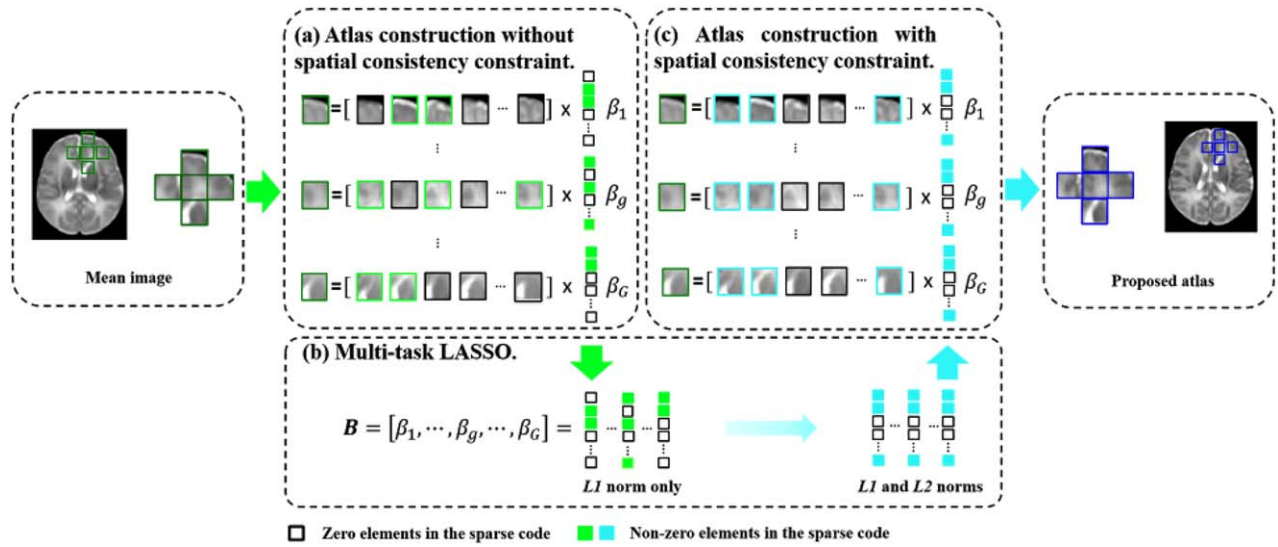 (a) Atlas construction without
spatial consistency constraint.
=[ ... ] x β1
⋮
=[ ... ] x βg
⋮
=[ ... ] x βG
(c) Atlas construction with
spatial consistency constraint.
=[ ... ] x β1
⋮
=[ ... ] x βg
⋮
=[ ... ] x βG
Mean image
Proposed atlas
(b) Multi-task LASSO.
B = [β1, ⋯, βg, ⋯, βG] =
L1 norm only
L1 and L2 norms
Zero elements in the sparse code
Non-zero elements in the sparse code